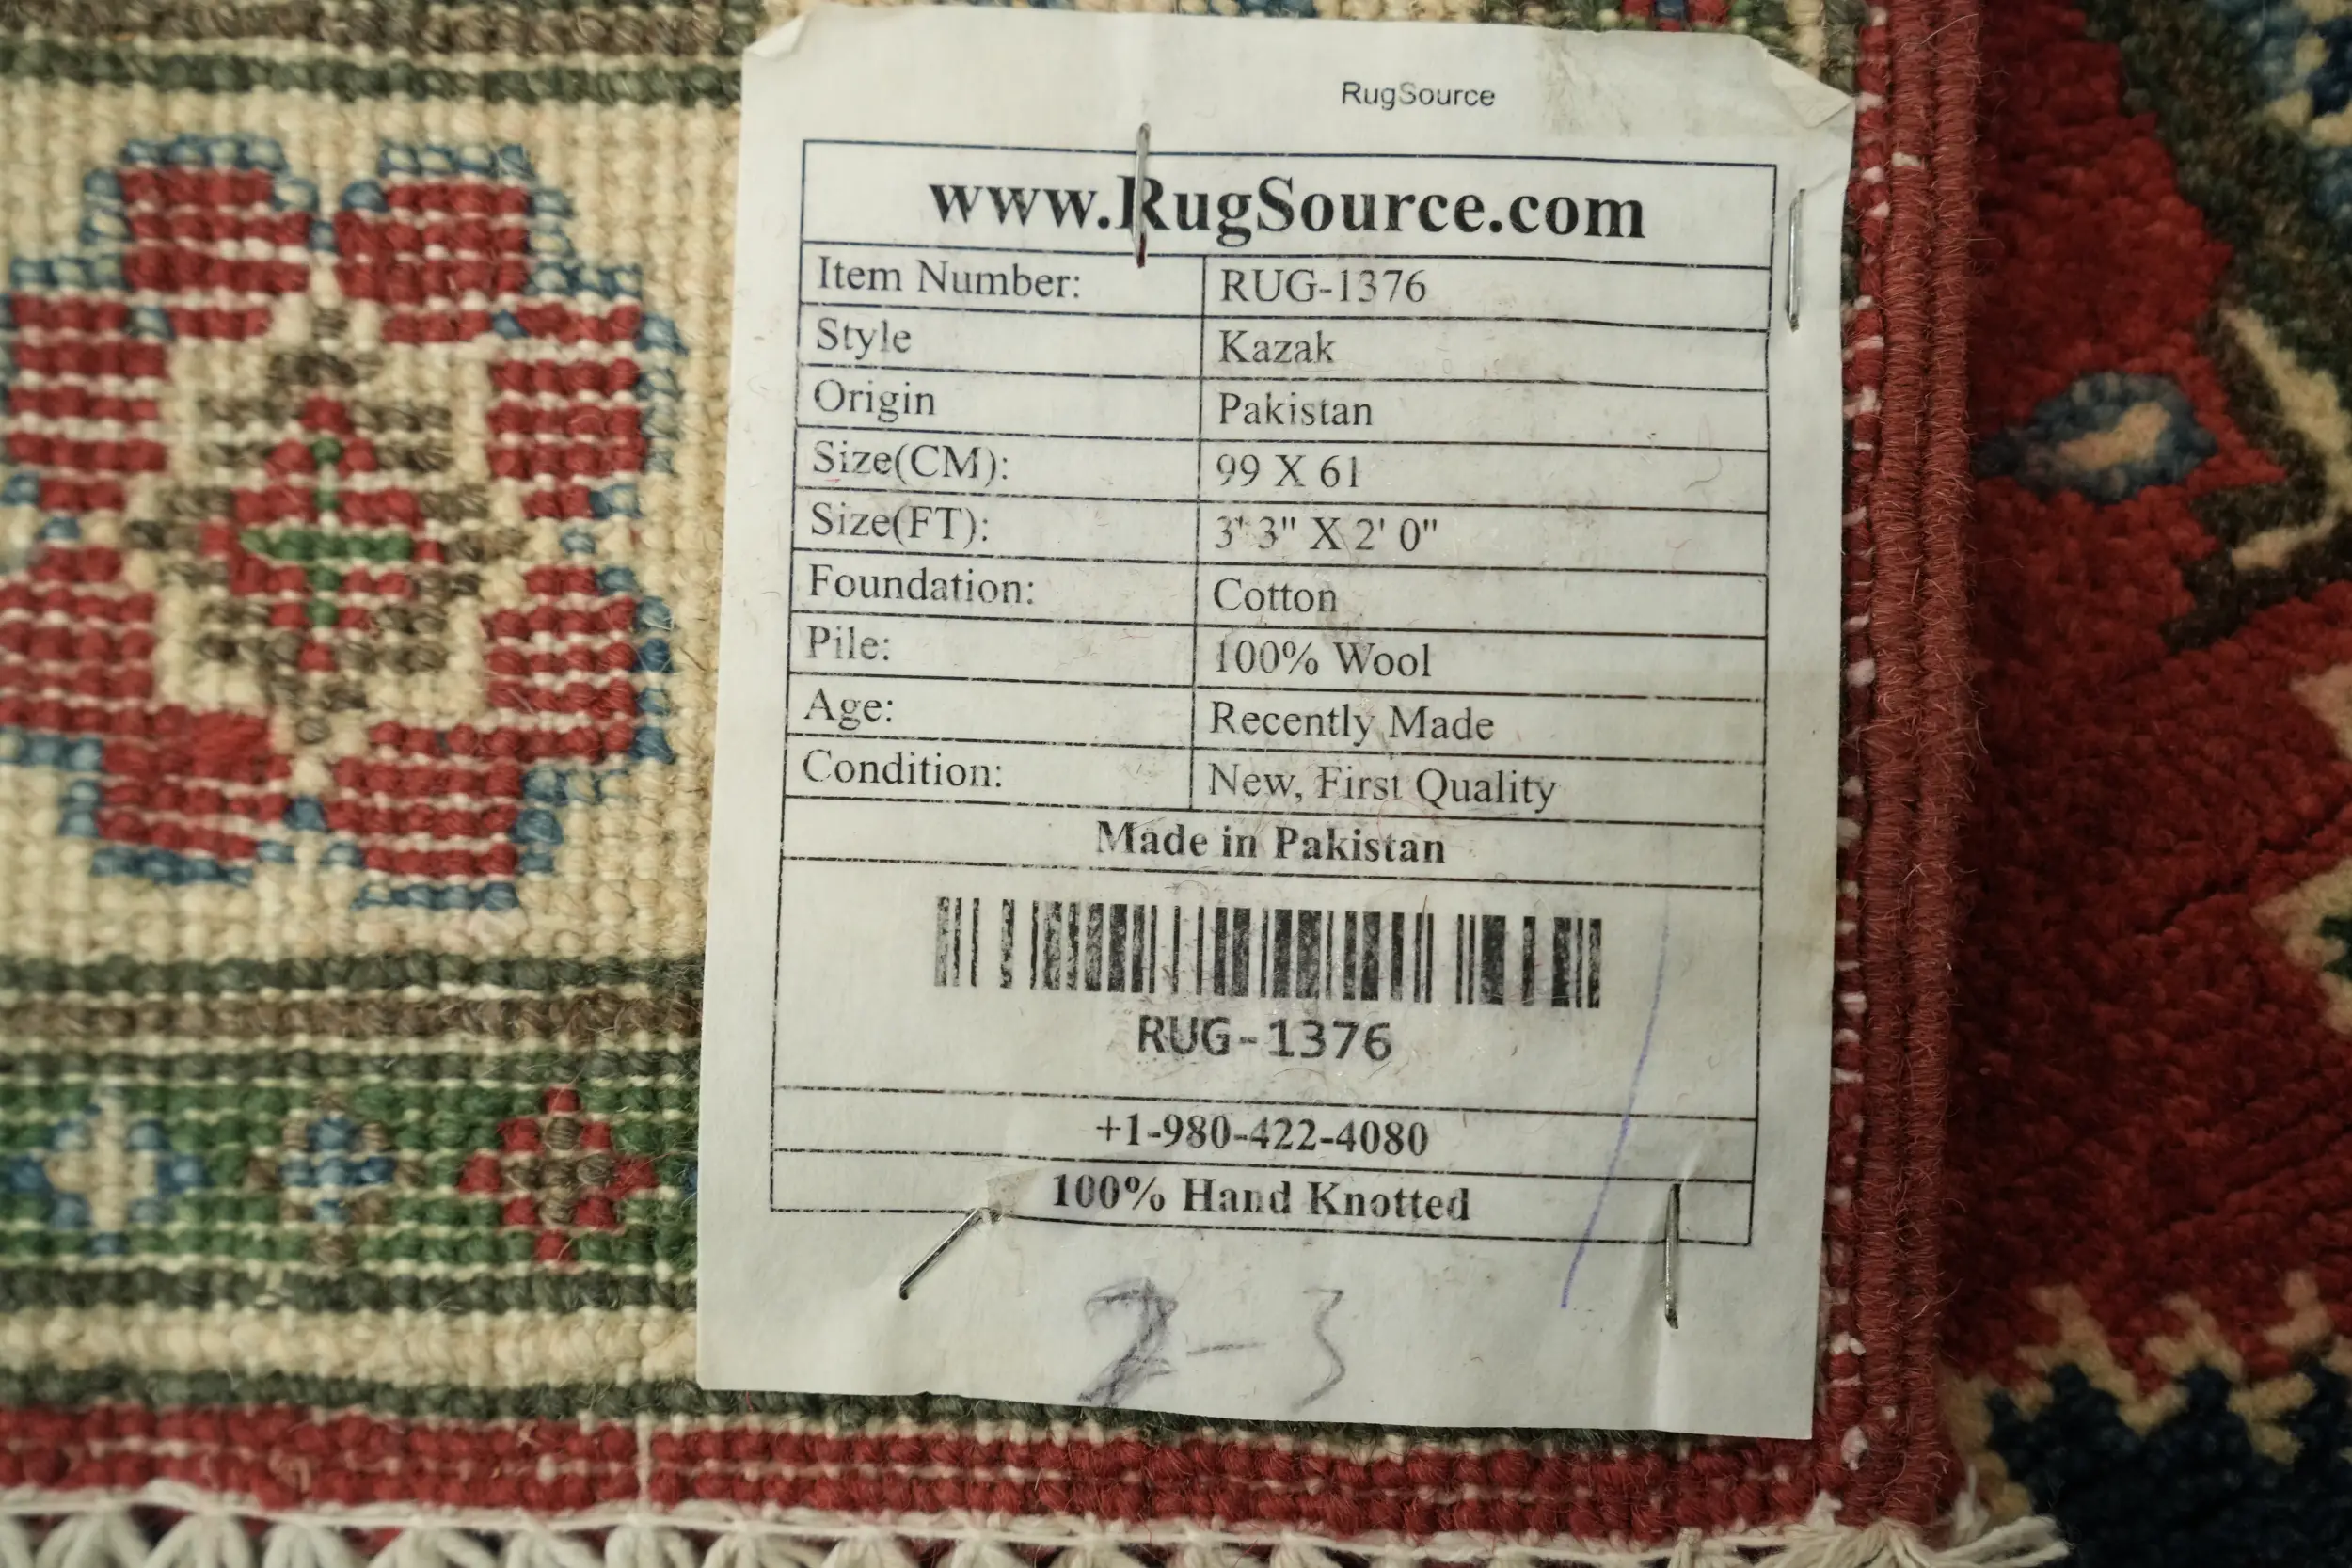 RugSource
www.RugSource.com
Item Number: RUG-1376
Style Kazak
Origin Pakistan
Size(CM): 99 X 61
Size(FT): 3' 3" X 2' 0"
Foundation: Cotton
Pile: 100% Wool
Age: Recently Made
Condition: New, First Quality
Made in Pakistan
RUG-1376
+1-980-422-4080
100% Hand Knotted
2-3